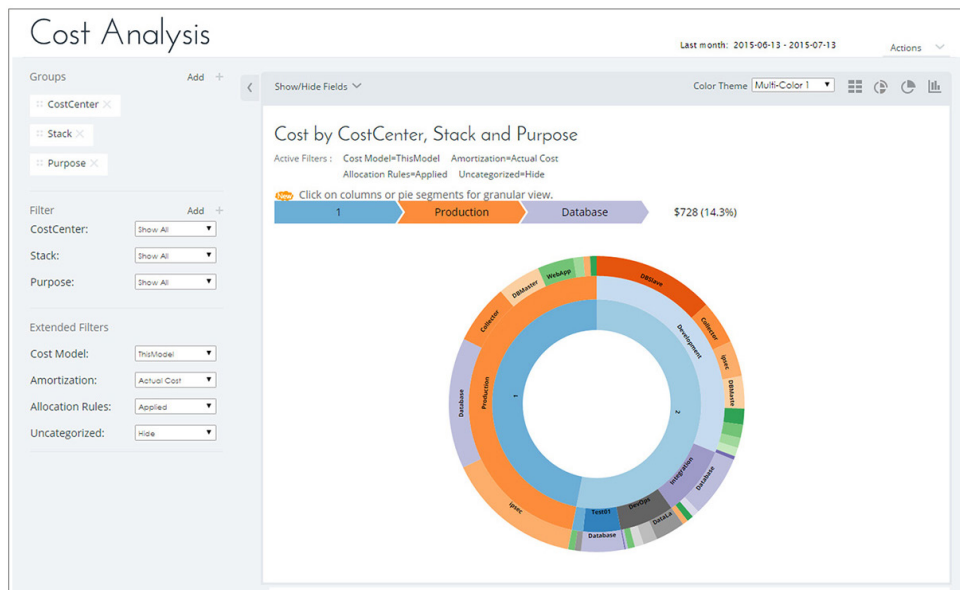 Cost Analysis
Last month: 2015-06-13 - 2015-07-13
Actions
Groups Add +
CostCenter ×
Stack ×
Purpose ×
Filter Add +
CostCenter: Show All
Stack: Show All
Purpose: Show All
Extended Filters
Cost Model: ThisModel
Amortization: Actual Cost
Allocation Rules: Applied
Uncategorized: Hide
Show/Hide Fields
Color Theme Multi-Color 1
Cost by CostCenter, Stack and Purpose
Active Filters : Cost Model=ThisModel Amortization=Actual Cost
Allocation Rules=Applied Uncategorized=Hide
New Click on columns or pie segments for granular view.
1 Production Database $728 (14.3%)
DBSlave
Collector
ipsec
DBMaste
Database
DataLa
Database
ipsec
Database
Collector
DBMaster
WebApp
Development
Integration
DevOps
Test01
Production
1
2